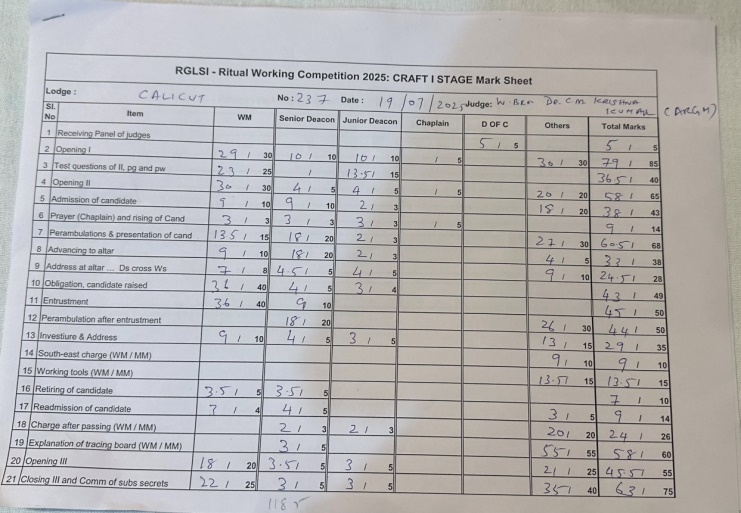 RGLSI - Ritual Working Competition 2025: CRAFT I STAGE Mark Sheet
Lodge : CALICUT No: 237 Date : 19/07/2025 Judge: W. Bro Dr. C M KRISHNA KUMAR (ARGM)
Sl. No Item WM Senior Deacon Junior Deacon Chaplain D OF C Others Total Marks
1 Receiving Panel of judges 5 / 5 5 / 5
2 Opening I 29 / 30 10 / 10 10 / 10 / 5 30 / 30 79 / 85
3 Test questions of II, pg and pw 23 / 25 / 13.5 / 15 36.5 / 40
4 Opening II 30 / 30 4 / 5 4 / 5 / 5 20 / 20 58 / 65
5 Admission of candidate 9 / 10 9 / 10 2 / 3 18 / 20 38 / 43
6 Prayer (Chaplain) and rising of Cand 3 / 3 3 / 3 3 / 3 / 5 9 / 14
7 Perambulations & presentation of cand 13.5 / 15 18 / 20 2 / 3 27 / 30 60.5 / 68
8 Advancing to altar 9 / 10 18 / 20 2 / 3 4 / 5 33 / 38
9 Address at altar ... Ds cross Ws 7 / 8 4.5 / 5 4 / 5 9 / 10 24.5 / 28
10 Obligation, candidate raised 36 / 40 4 / 5 3 / 4 43 / 49
11 Entrustment 36 / 40 9 10 45 / 50
12 Perambulation after entrustment 18 / 20 26 / 30 44 / 50
13 Investiure & Address 9 / 10 4 / 5 3 / 5 13 / 15 29 / 35
14 South-east charge (WM / MM) 9 / 10 9 / 10
15 Working tools (WM / MM) 13.5 / 15 13.5 / 15
16 Retiring of candidate 3.5 / 5 3.5 / 5 7 / 10
17 Readmission of candidate / 4 4 / 5 3 / 5 9 / 14
18 Charge after passing (WM / MM) 2 / 3 2 / 3 20 / 20 24 / 26
19 Explanation of tracing board (WM / MM) 3 / 5 55 / 55 58 / 60
20 Opening III 18 / 20 3.5 / 5 3 / 5 21 / 25 45.5 / 55
21 Closing III and Comm of subs secrets 22 / 25 3 / 5 3 / 5 35 / 40 63 / 75